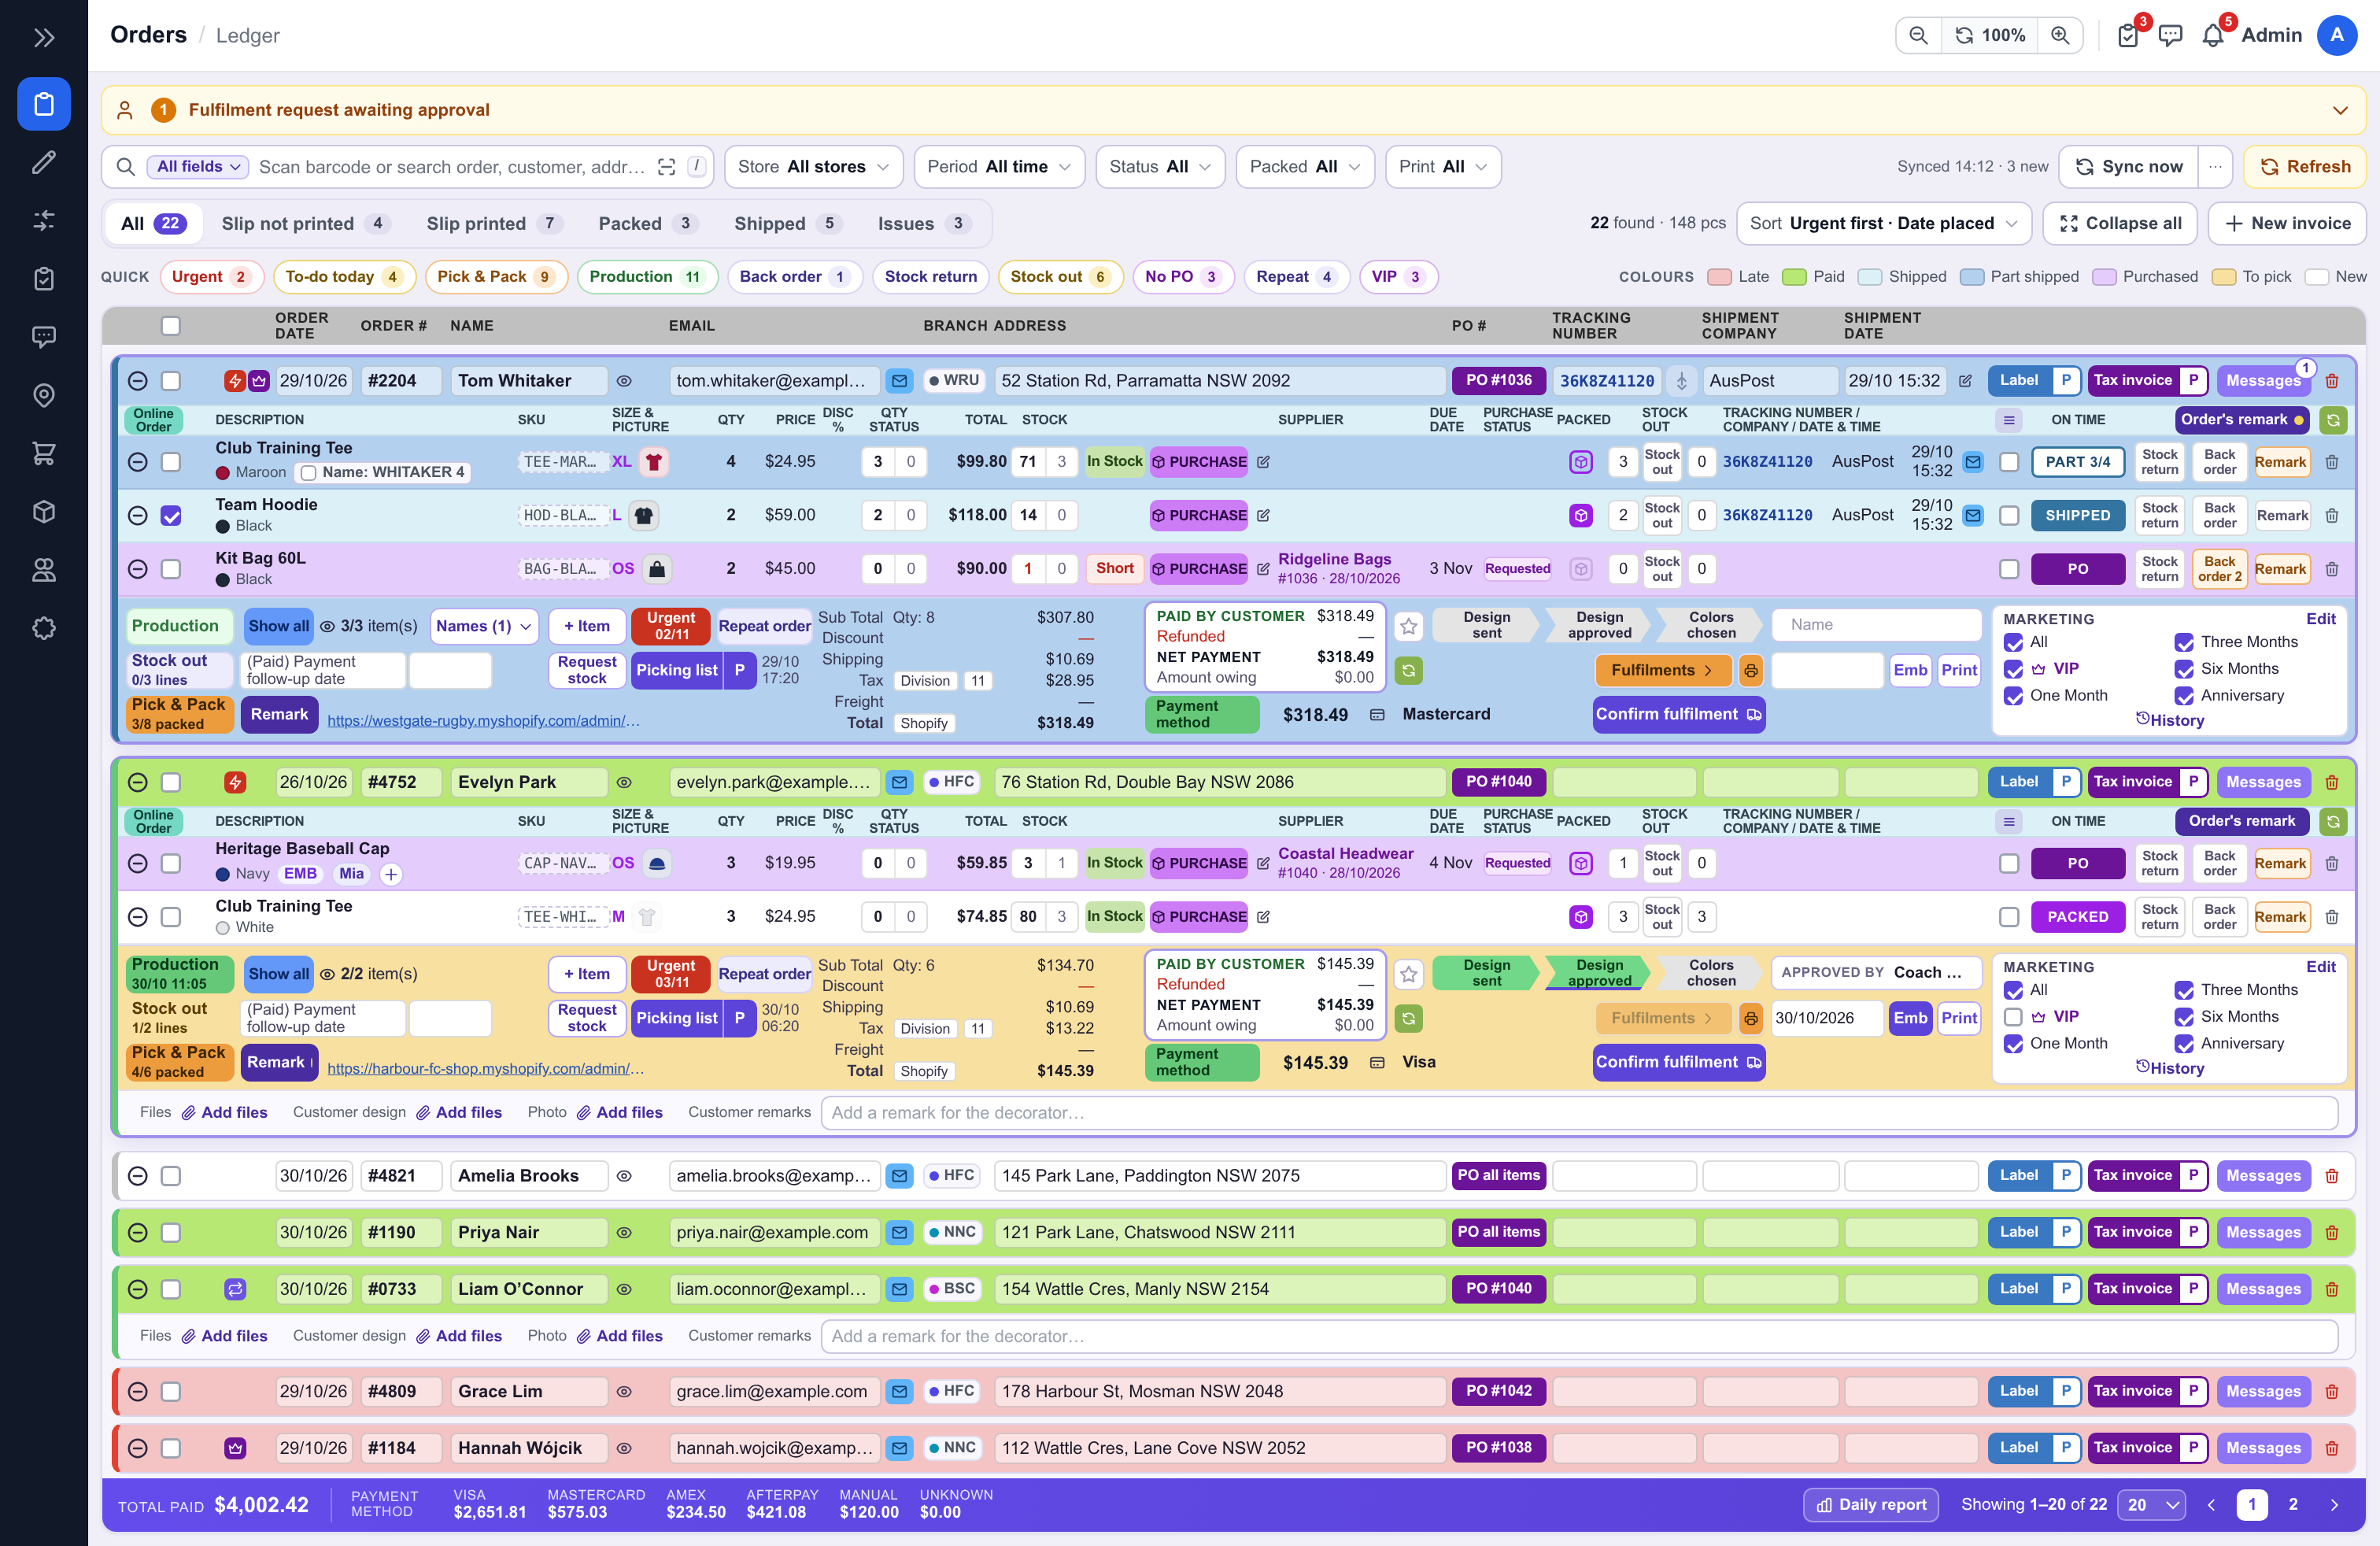 Orders / Ledger
100%
3
5
Admin
A
1 Fulfilment request awaiting approval
All fields
Scan barcode or search order, customer, addr…
/
Store All stores
Period All time
Status All
Packed All
Print All
Synced 14:12 · 3 new
Sync now
...
Refresh
All 22
Slip not printed 4
Slip printed 7
Packed 3
Shipped 5
Issues 3
22 found · 148 pcs
Sort Urgent first · Date placed
Collapse all
New invoice
QUICK
Urgent 2
To-do today 4
Pick & Pack 9
Production 11
Back order 1
Stock return
Stock out 6
No PO 3
Repeat 4
VIP 3
COLOURS
Late
Paid
Shipped
Part shipped
Purchased
To pick
New
ORDER DATE
ORDER #
NAME
EMAIL
BRANCH
ADDRESS
PO #
TRACKING NUMBER
SHIPMENT COMPANY
SHIPMENT DATE
29/10/26 #2204 Tom Whitaker tom.whitaker@exampl… WRU 52 Station Rd, Parramatta NSW 2092 PO #1036 36K8Z41120 AusPost 29/10 15:32 Label P Tax invoice P Messages 1
Online Order DESCRIPTION SKU SIZE & PICTURE QTY PRICE DISC % QTY STATUS TOTAL STOCK SUPPLIER DUE DATE PURCHASE STATUS PACKED STOCK OUT TRACKING NUMBER / COMPANY / DATE & TIME ON TIME Order's remark
Club Training Tee
Maroon Name: WHITAKER 4
TEE-MAR… XL 4 $24.95 3 0 $99.80 71 3 In Stock PURCHASE 3 Stock out 0 36K8Z41120 AusPost 29/10 15:32 PART 3/4 Stock return Back order Remark
Team Hoodie
Black
HOD-BLA… L 2 $59.00 2 0 $118.00 14 0 PURCHASE 2 Stock out 0 36K8Z41120 AusPost 29/10 15:32 SHIPPED Stock return Back order Remark
Kit Bag 60L
Black
BAG-BLA… OS 2 $45.00 0 0 $90.00 1 0 Short PURCHASE Ridgeline Bags #1036 · 28/10/2026 3 Nov Requested 0 Stock out 0 PO Stock return Back order 2 Remark
Production
Show all
3/3 item(s)
Names (1)
+ Item
Urgent 02/11
Repeat order
Stock out 0/3 lines
(Paid) Payment follow-up date
Request stock
Picking list P
29/10 17:20
Pick & Pack 3/8 packed
Remark
https://westgate-rugby.myshopify.com/admin/…
Sub Total Qty: 8 $307.80
Discount —
Shipping $10.69
Tax Division 11 $28.95
Freight —
Total Shopify $318.49
PAID BY CUSTOMER $318.49
Refunded —
NET PAYMENT $318.49
Amount owing $0.00
Payment method $318.49 Mastercard
Design sent
Design approved
Colors chosen
Name
Fulfilments
Emb
Print
Confirm fulfilment
MARKETING Edit
All Three Months
VIP Six Months
One Month Anniversary
History
26/10/26 #4752 Evelyn Park evelyn.park@example.… HFC 76 Station Rd, Double Bay NSW 2086 PO #1040 Label P Tax invoice P Messages
Online Order DESCRIPTION SKU SIZE & PICTURE QTY PRICE DISC % QTY STATUS TOTAL STOCK SUPPLIER DUE DATE PURCHASE STATUS PACKED STOCK OUT TRACKING NUMBER / COMPANY / DATE & TIME ON TIME Order's remark
Heritage Baseball Cap
Navy EMB Mia
CAP-NAV… OS 3 $19.95 0 0 $59.85 3 1 In Stock PURCHASE Coastal Headwear #1040 · 28/10/2026 4 Nov Requested 1 Stock out 0 PO Stock return Back order Remark
Club Training Tee
White
TEE-WHI… M 3 $24.95 0 0 $74.85 80 3 In Stock PURCHASE 3 Stock out 3 PACKED Stock return Back order Remark
Production 30/10 11:05
Show all
2/2 item(s)
+ Item
Urgent 03/11
Repeat order
Stock out 1/2 lines
(Paid) Payment follow-up date
Request stock
Picking list P
30/10 06:20
Pick & Pack 4/6 packed
Remark
https://harbour-fc-shop.myshopify.com/admin/…
Sub Total Qty: 6 $134.70
Discount —
Shipping $10.69
Tax Division 11 $13.22
Freight —
Total Shopify $145.39
PAID BY CUSTOMER $145.39
Refunded —
NET PAYMENT $145.39
Amount owing $0.00
Payment method $145.39 Visa
Design sent
Design approved
Colors chosen
APPROVED BY Coach …
Fulfilments
30/10/2026
Emb
Print
Confirm fulfilment
MARKETING Edit
All Three Months
VIP Six Months
One Month Anniversary
History
Files Add files Customer design Add files Photo Add files Customer remarks Add a remark for the decorator…
30/10/26 #4821 Amelia Brooks amelia.brooks@examp… HFC 145 Park Lane, Paddington NSW 2075 PO all items Label P Tax invoice P Messages
30/10/26 #1190 Priya Nair priya.nair@example.com NNC 121 Park Lane, Chatswood NSW 2111 PO all items Label P Tax invoice P Messages
30/10/26 #0733 Liam O’Connor liam.oconnor@exampl… BSC 154 Wattle Cres, Manly NSW 2154 PO #1040 Label P Tax invoice P Messages
Files Add files Customer design Add files Photo Add files Customer remarks Add a remark for the decorator…
29/10/26 #4809 Grace Lim grace.lim@example.com HFC 178 Harbour St, Mosman NSW 2048 PO #1042 Label P Tax invoice P Messages
29/10/26 #1184 Hannah Wójcik hannah.wojcik@examp… NNC 112 Wattle Cres, Lane Cove NSW 2052 PO #1038 Label P Tax invoice P Messages
TOTAL PAID $4,002.42
PAYMENT METHOD
VISA $2,651.81
MASTERCARD $575.03
AMEX $234.50
AFTERPAY $421.08
MANUAL $120.00
UNKNOWN $0.00
Daily report
Showing 1–20 of 22
20
1
2